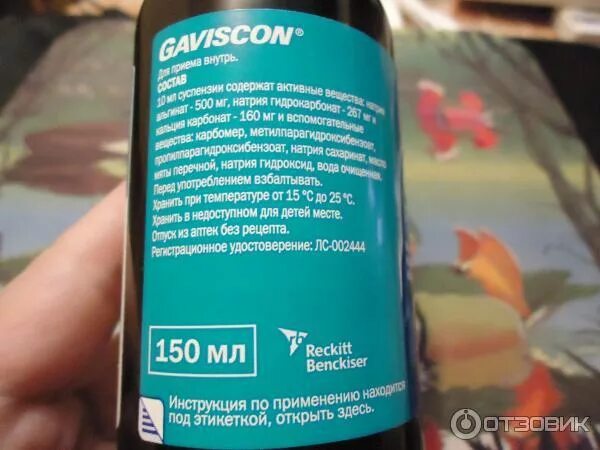 GAVISCON®
Для приема внутрь.
СОСТАВ
10 мл суспензии содержат активные вещества: натрия
альгинат - 500 мг, натрия гидрокарбонат - 267 мг и
кальция карбонат - 160 мг и вспомогательные
вещества: карбомер, метилпарагидроксибензоат,
пропилпарагидроксибензоат, натрия сахаринат, масло
мяты перечной, натрия гидроксид, вода очищенная.
Перед употреблением взбалтывать.
Хранить при температуре от 15 °C до 25 °C.
Хранить в недоступном для детей месте.
Отпуск из аптек без рецепта.
Регистрационное удостоверение: ЛС-002444
150 мл
Reckitt
Benckiser
Инструкция по применению находится
под этикеткой, открыть здесь.
ОТЗОВИК